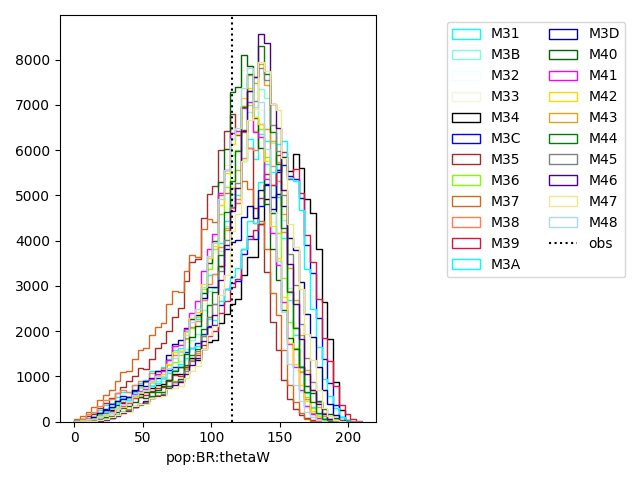 8000
7000
6000
5000
4000
3000
2000
1000
0
0 50 100 150 200
pop:BR:thetaW
M31 M3D
M3B M40
M32 M41
M33 M42
M34 M43
M3C M44
M35 M45
M36 M46
M37 M47
M38 M48
M39 obs
M3A